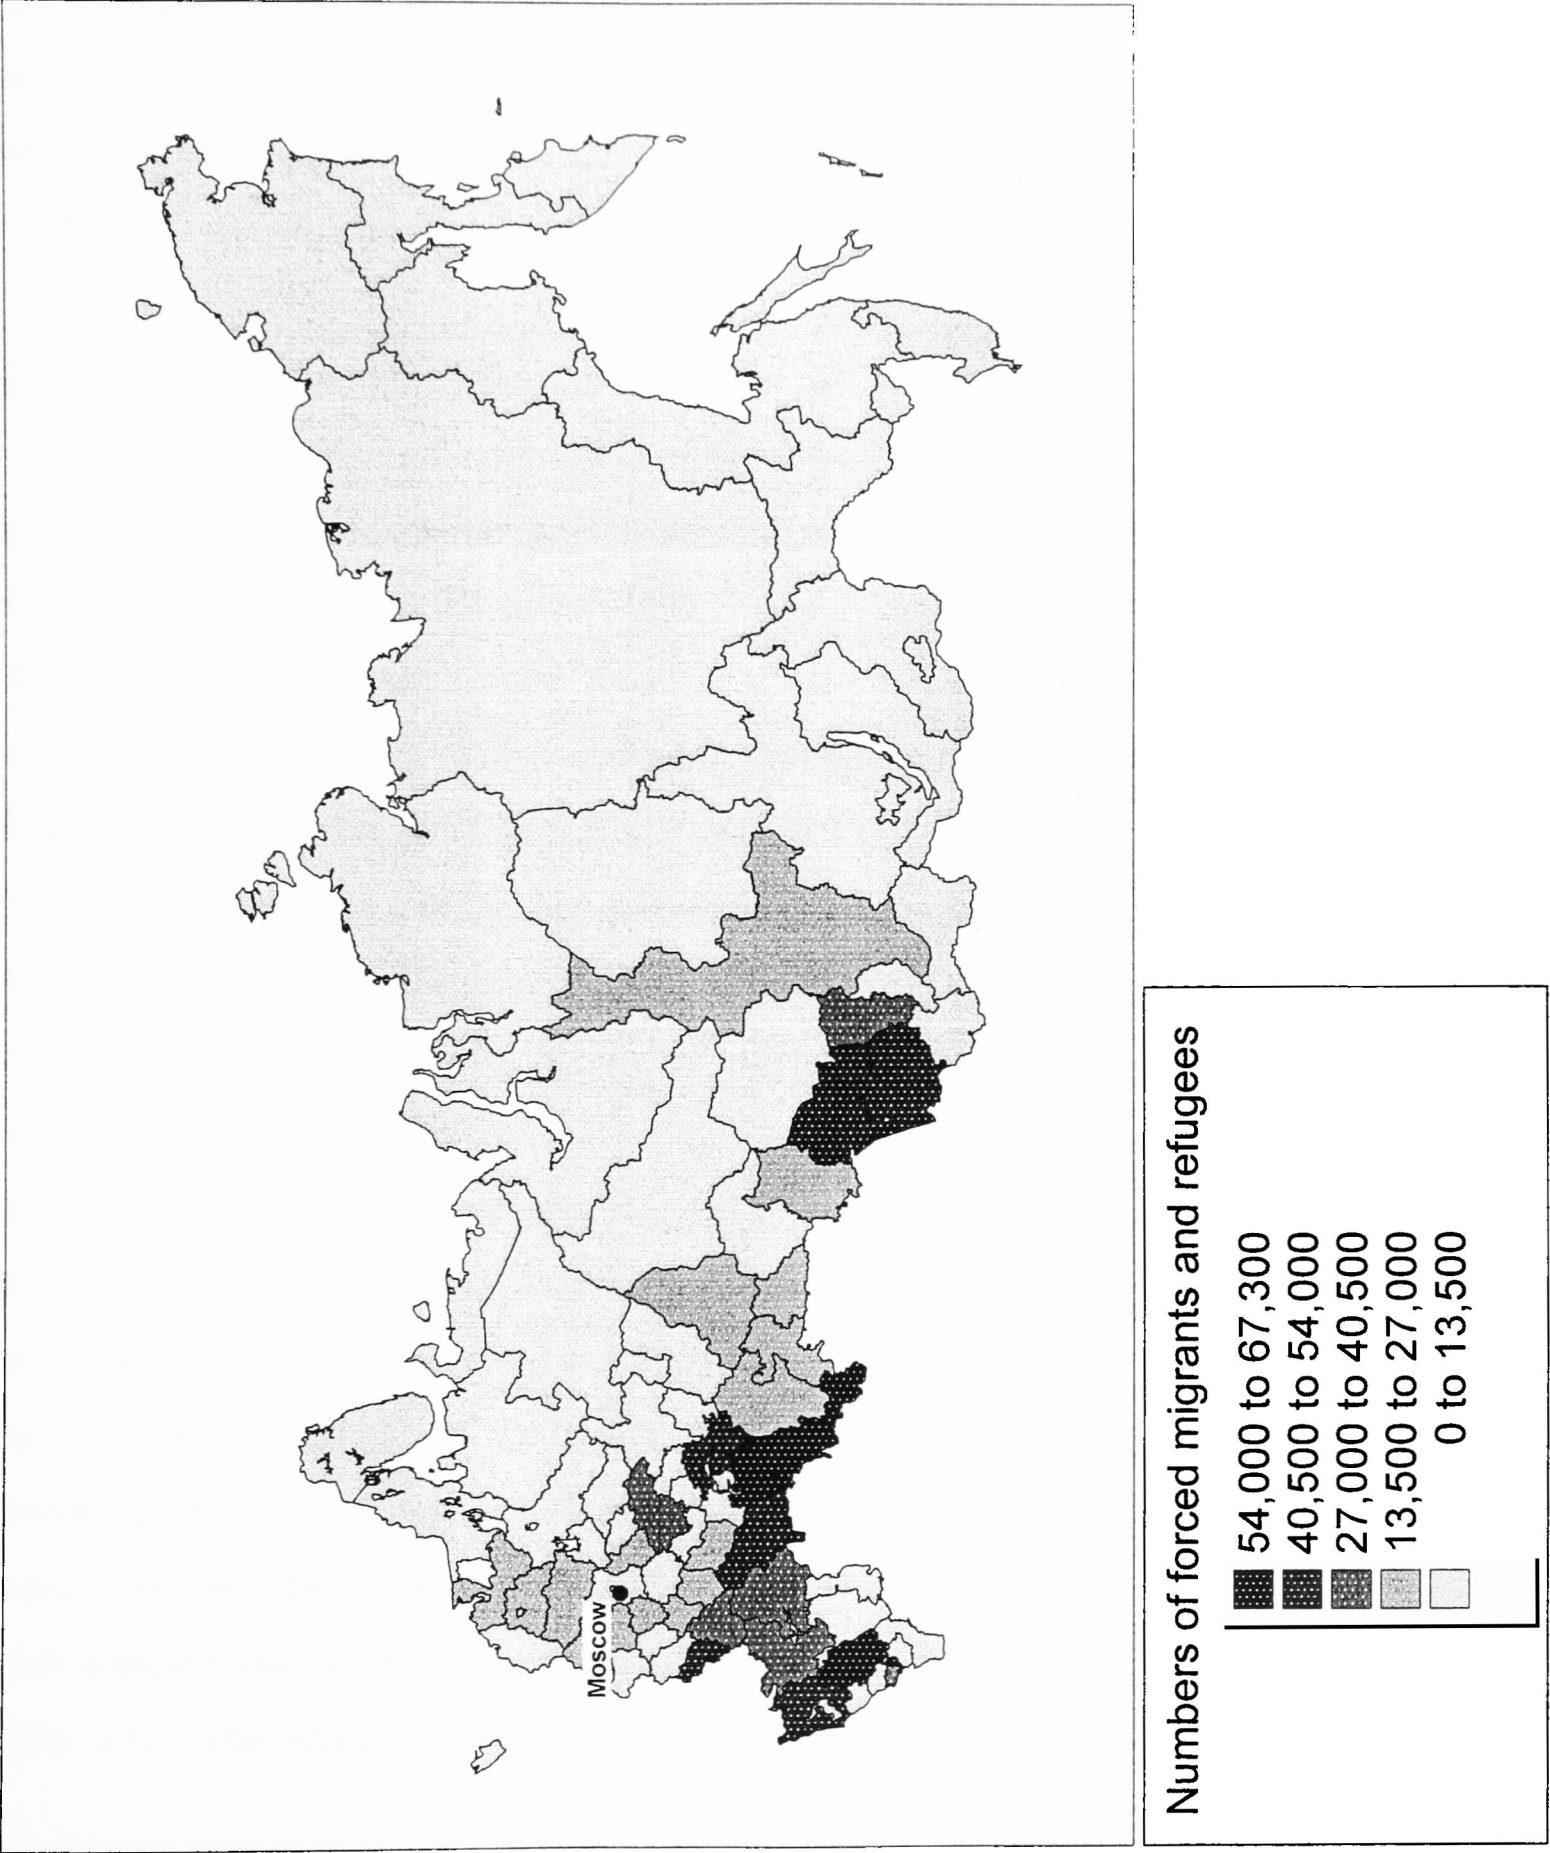 Moscow
Numbers of forced migrants and refugees
54,000 to 67,300
40,500 to 54,000
27,000 to 40,500
13,500 to 27,000
0 to 13,500